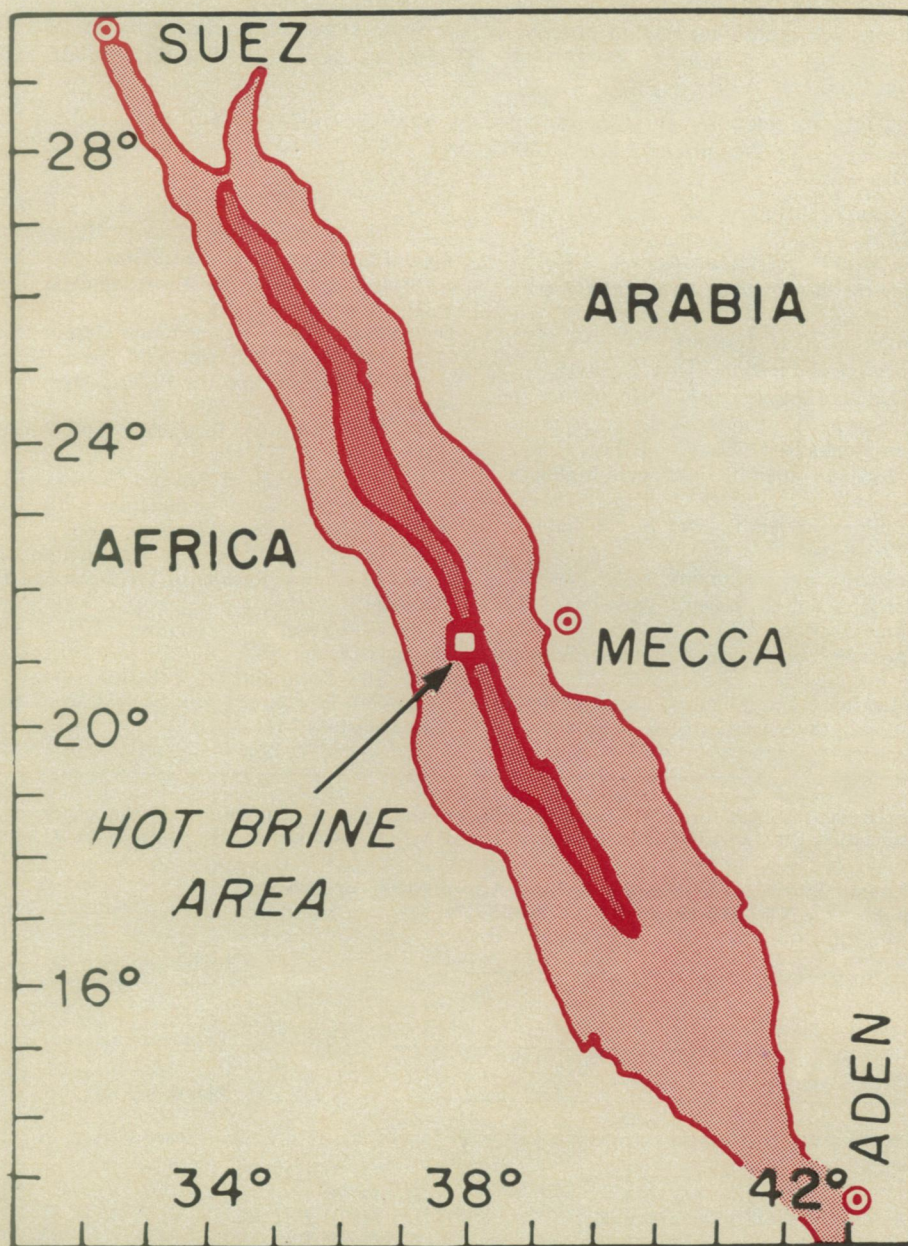 SUEZ
28°
ARABIA
24°
AFRICA
MECCA
20°
HOT BRINE
AREA
16°
ADEN
34° 38° 42°